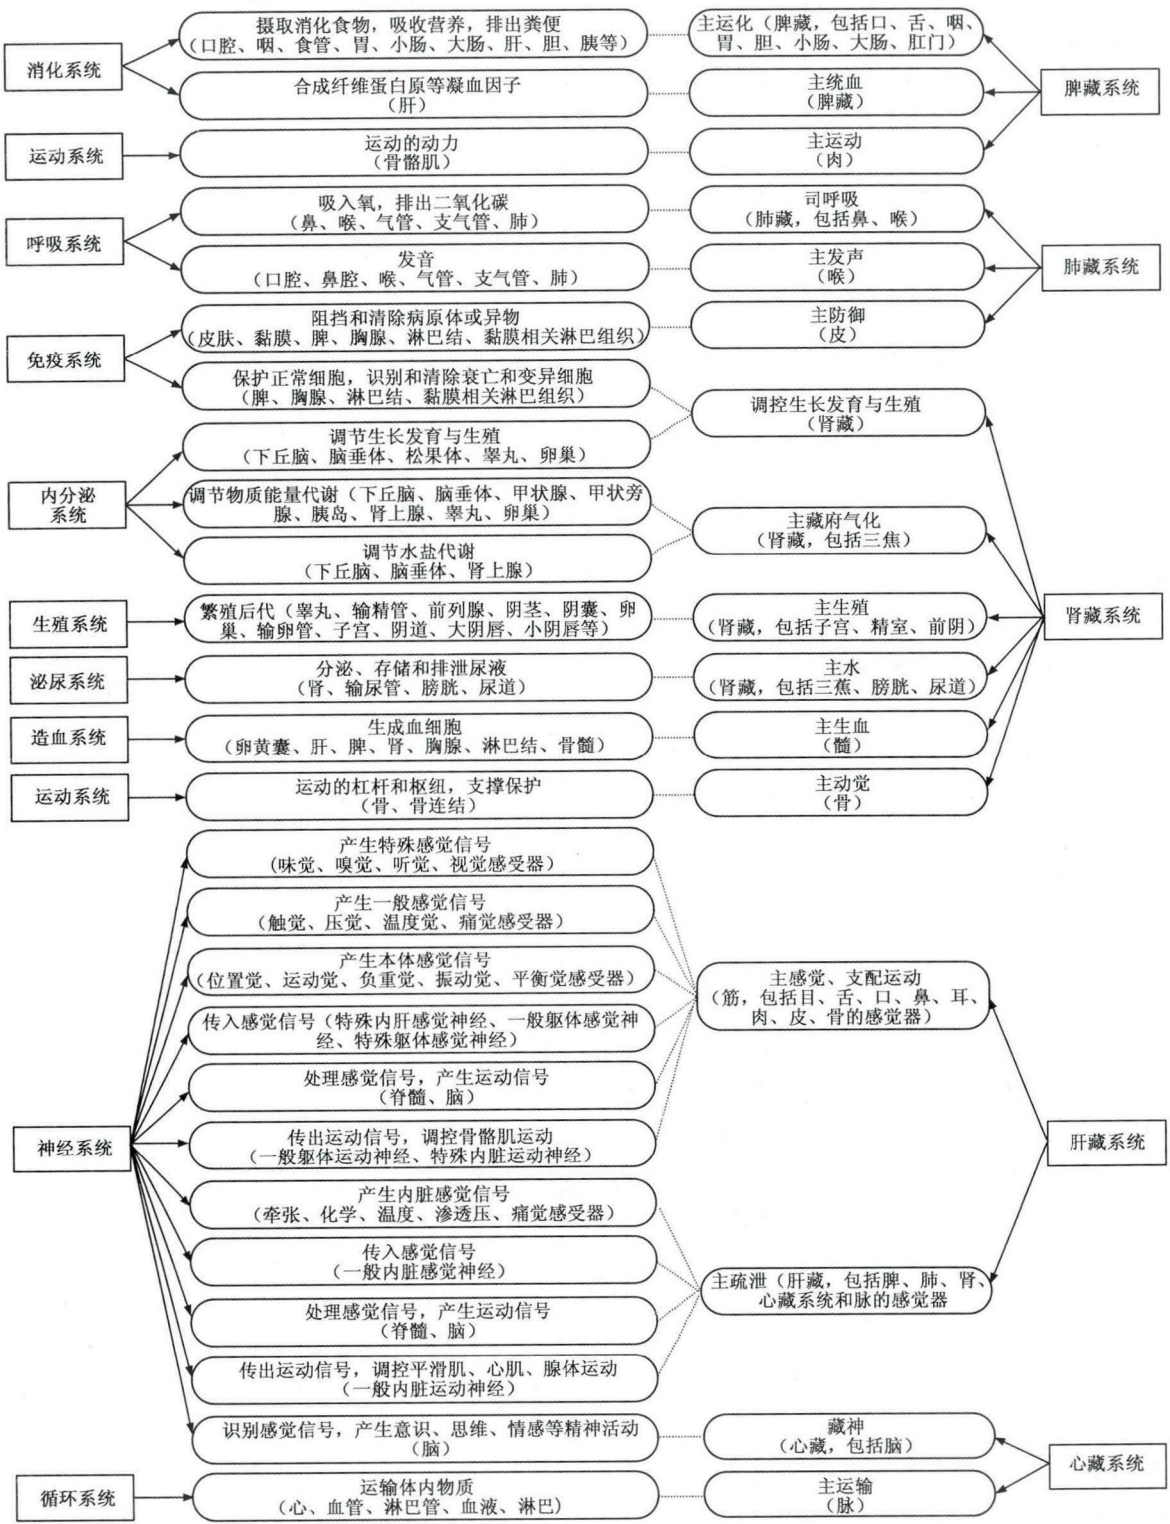 消化系统
摄取消化食物，吸收营养，排出粪便
（口腔、咽、食管、胃、小肠、大肠、肝、胆、胰等）
主运化（脾藏，包括口、舌、咽、
胃、胆、小肠、大肠、肛门）
合成纤维蛋白原等凝血因子
（肝）
主统血
（脾藏）
脾藏系统
运动系统
运动的动力
（骨骼肌）
主运动
（肉）
呼吸系统
吸入氧，排出二氧化碳
（鼻、喉、气管、支气管、肺）
司呼吸
（肺藏，包括鼻、喉）
发音
（口腔、鼻腔、喉、气管、支气管、肺）
主发声
（喉）
肺藏系统
免疫系统
阻挡和清除病原体或异物
（皮肤、黏膜、脾、胸腺、淋巴结、黏膜相关淋巴组织）
主防御
（皮）
保护正常细胞，识别和清除衰亡和变异细胞
（脾、胸腺、淋巴结、黏膜相关淋巴组织）
调控生长发育与生殖
（肾藏）
内分泌
系统
调节生长发育与生殖
（下丘脑、脑垂体、松果体、睾丸、卵巢）
调节物质能量代谢（下丘脑、脑垂体、甲状腺、甲状旁
腺、胰岛、肾上腺、睾丸、卵巢）
主藏府气化
（肾藏，包括三焦）
调节水盐代谢
（下丘脑、脑垂体、肾上腺）
生殖系统
繁殖后代（睾丸、输精管、前列腺、阴茎、阴囊、卵
巢、输卵管、子宫、阴道、大阴唇、小阴唇等）
主生殖
（肾藏，包括子宫、精室、前阴）
肾藏系统
泌尿系统
分泌、存储和排泄尿液
（肾、输尿管、膀胱、尿道）
主水
（肾藏，包括三蕉、膀胱、尿道）
造血系统
生成血细胞
（卵黄囊、肝、脾、肾、胸腺、淋巴结、骨髓）
主生血
（髓）
运动系统
运动的杠杆和枢纽，支撑保护
（骨、骨连结）
主动觉
（骨）
神经系统
产生特殊感觉信号
（味觉、嗅觉、听觉、视觉感受器）
产生一般感觉信号
（触觉、压觉、温度觉、痛觉感受器）
产生本体感觉信号
（位置觉、运动觉、负重觉、振动觉、平衡觉感受器）
传入感觉信号（特殊内肝感觉神经、一般躯体感觉神
经、特殊躯体感觉神经）
处理感觉信号，产生运动信号
（脊髓、脑）
传出运动信号，调控骨骼肌运动
（一般躯体运动神经、特殊内脏运动神经）
主感觉、支配运动
（筋，包括目、舌、口、鼻、耳、
肉、皮、骨的感觉器）
肝藏系统
产生内脏感觉信号
（牵张、化学、温度、渗透压、痛觉感受器）
传入感觉信号
（一般内脏感觉神经）
处理感觉信号，产生运动信号
（脊髓、脑）
传出运动信号，调控平滑肌、心肌、腺体运动
（一般内脏运动神经）
主疏泄（肝藏，包括脾、肺、肾、
心藏系统和脉的感觉器
识别感觉信号，产生意识、思维、情感等精神活动
（脑）
藏神
（心藏，包括脑）
心藏系统
循环系统
运输体内物质
（心、血管、淋巴管、血液、淋巴）
主运输
（脉）